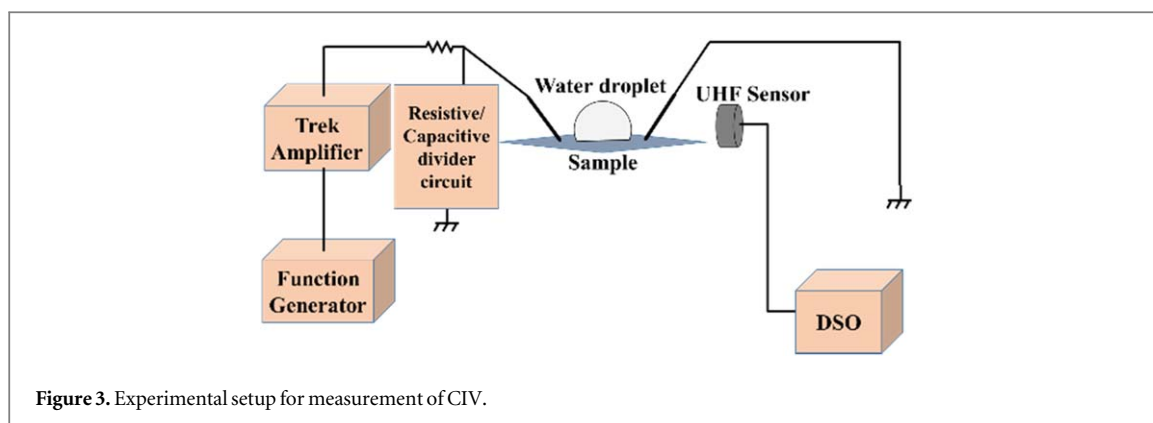 Trek
Amplifier
Resistive/
Capacitive
divider
circuit
Water droplet
UHF Sensor
Sample
Function
Generator
DSO
Figure 3. Experimental setup for measurement of CIV.